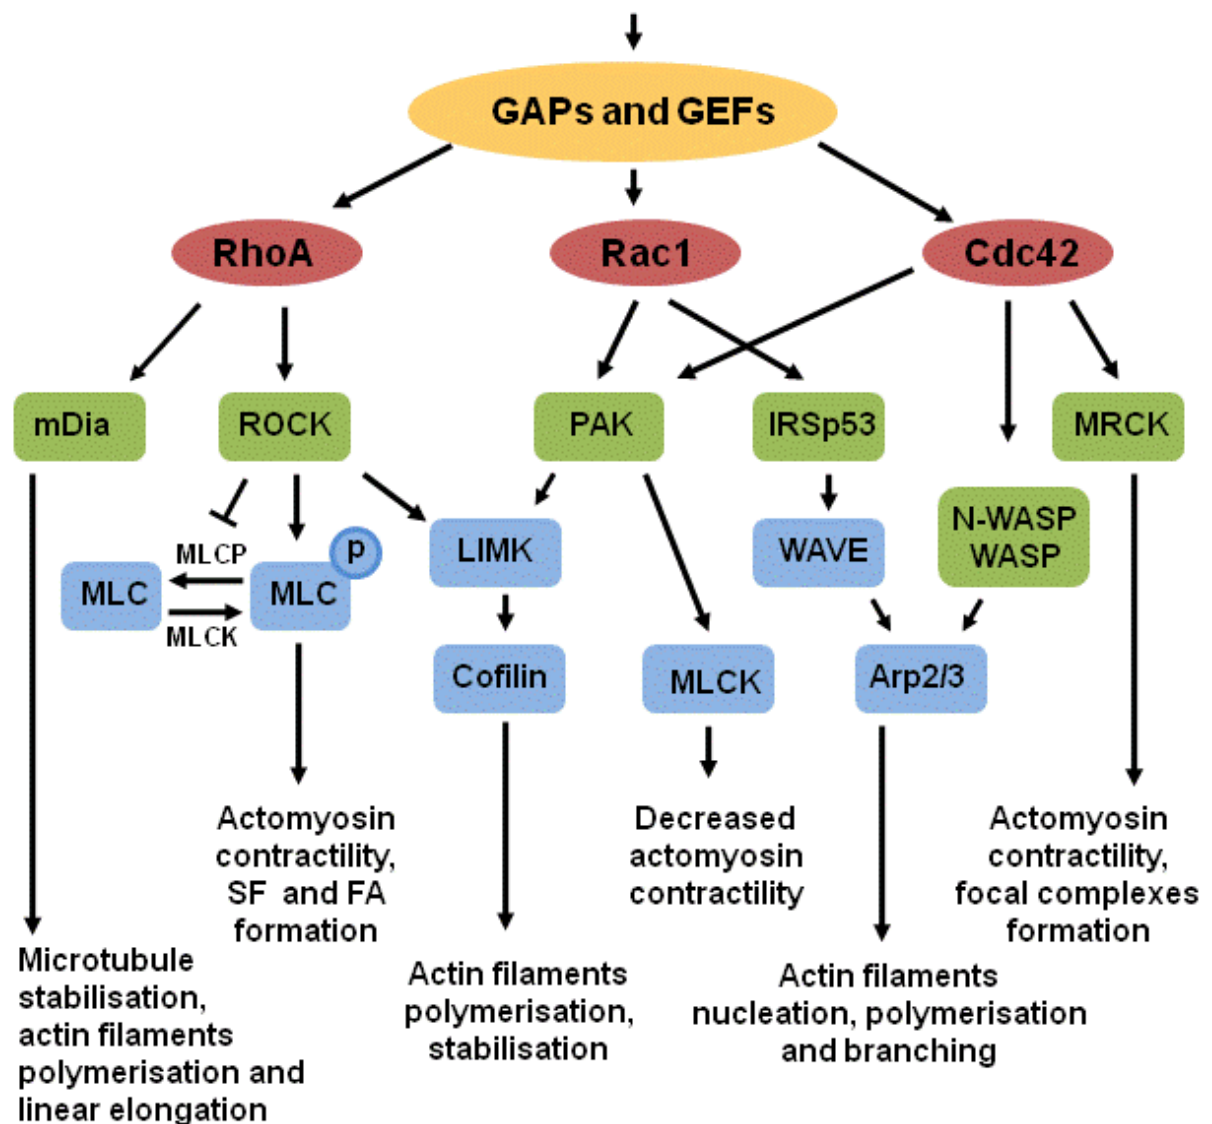 GAPs and GEFs
RhoA
Rac1
Cdc42
mDia
ROCK
PAK
IRSp53
MRCK
N-WASP
WASP
MLCP
p
MLC
MLC
MLCK
LIMK
WAVE
Cofilin
MLCK
Arp2/3
Actomyosin
contractility,
SF and FA
formation
Decreased
actomyosin
contractility
Actomyosin
contractility,
focal complexes
formation
Microtubule
stabilisation,
actin filaments
polymerisation and
linear elongation
Actin filaments
polymerisation,
stabilisation
Actin filaments
nucleation, polymerisation
and branching